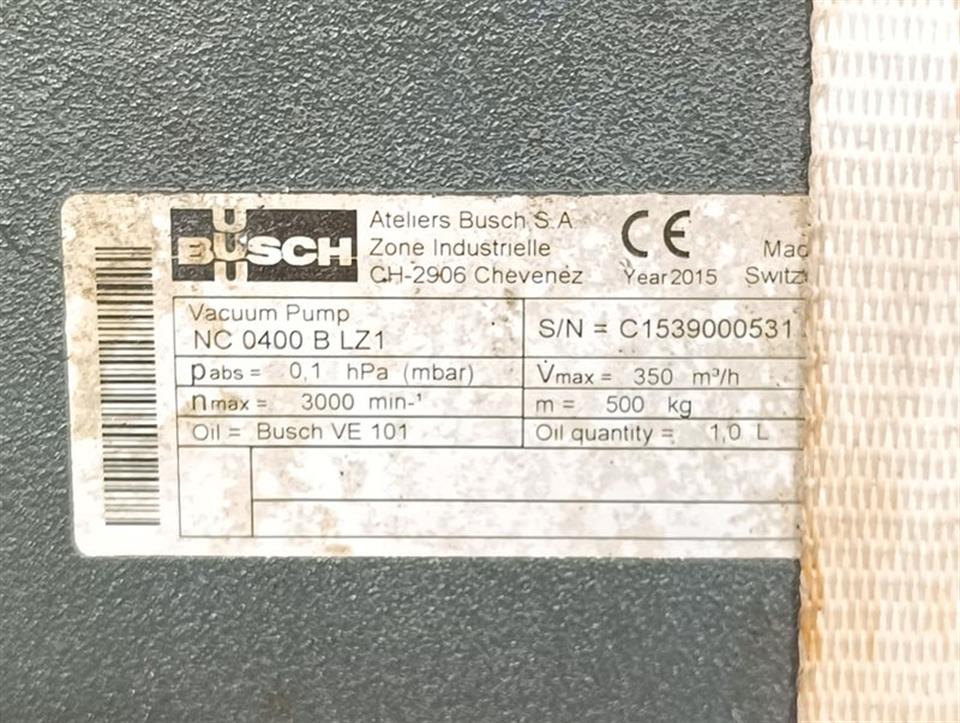 BUSCH
Ateliers Busch S.A
Zone Industrielle
CH-2906 Chevenez
CE
Year 2015
Vacuum Pump
NC 0400 B LZ1
S/N = C1539000531
pabs = 0,1 hPa (mbar)
V̇max = 350 m³/h
nmax = 3000 min-¹
m = 500 kg
Oil = Busch VE 101
Oil quantity = 1,0 L